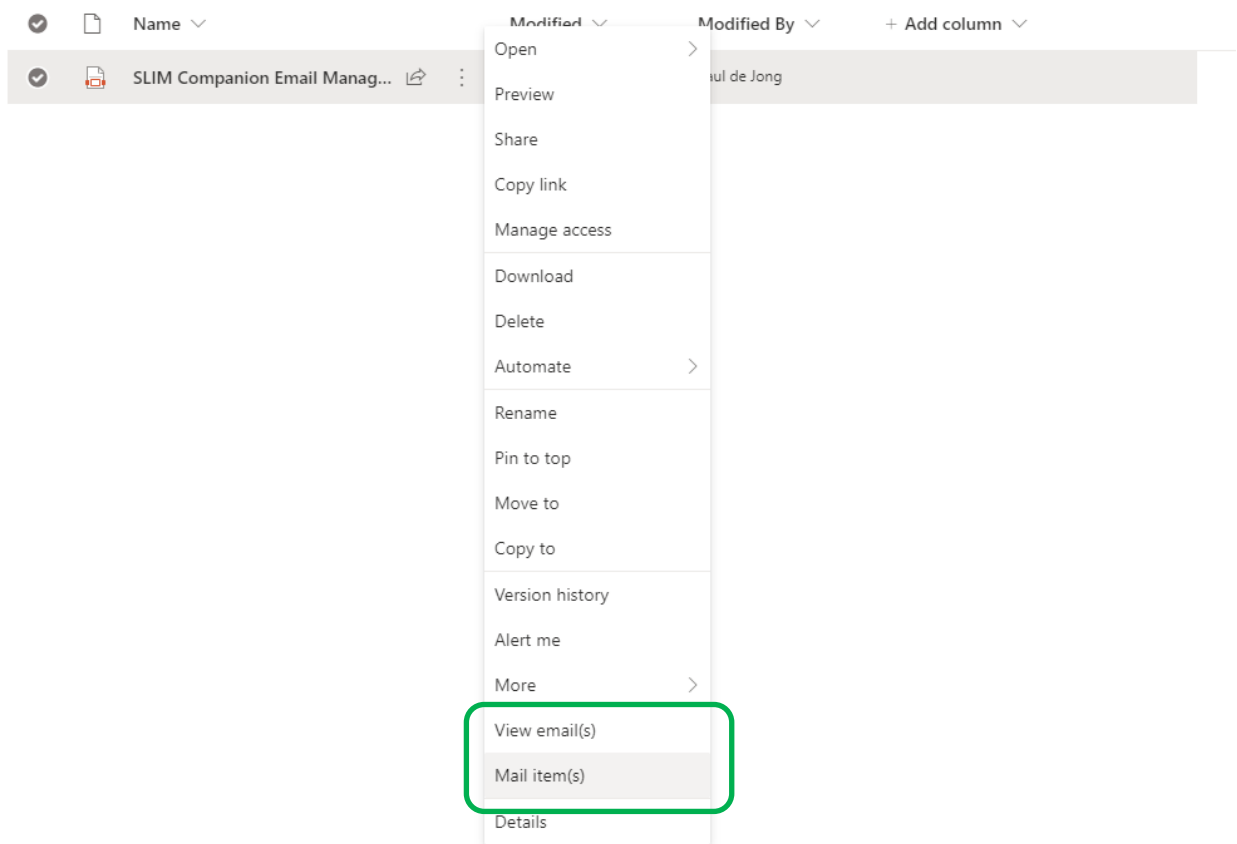 Name Modified Modified By + Add column
SLIM Companion Email Manag... de Jong
Open
Preview
Share
Copy link
Manage access
Download
Delete
Automate
Rename
Pin to top
Move to
Copy to
Version history
Alert me
More
View email(s)
Mail item(s)
Details